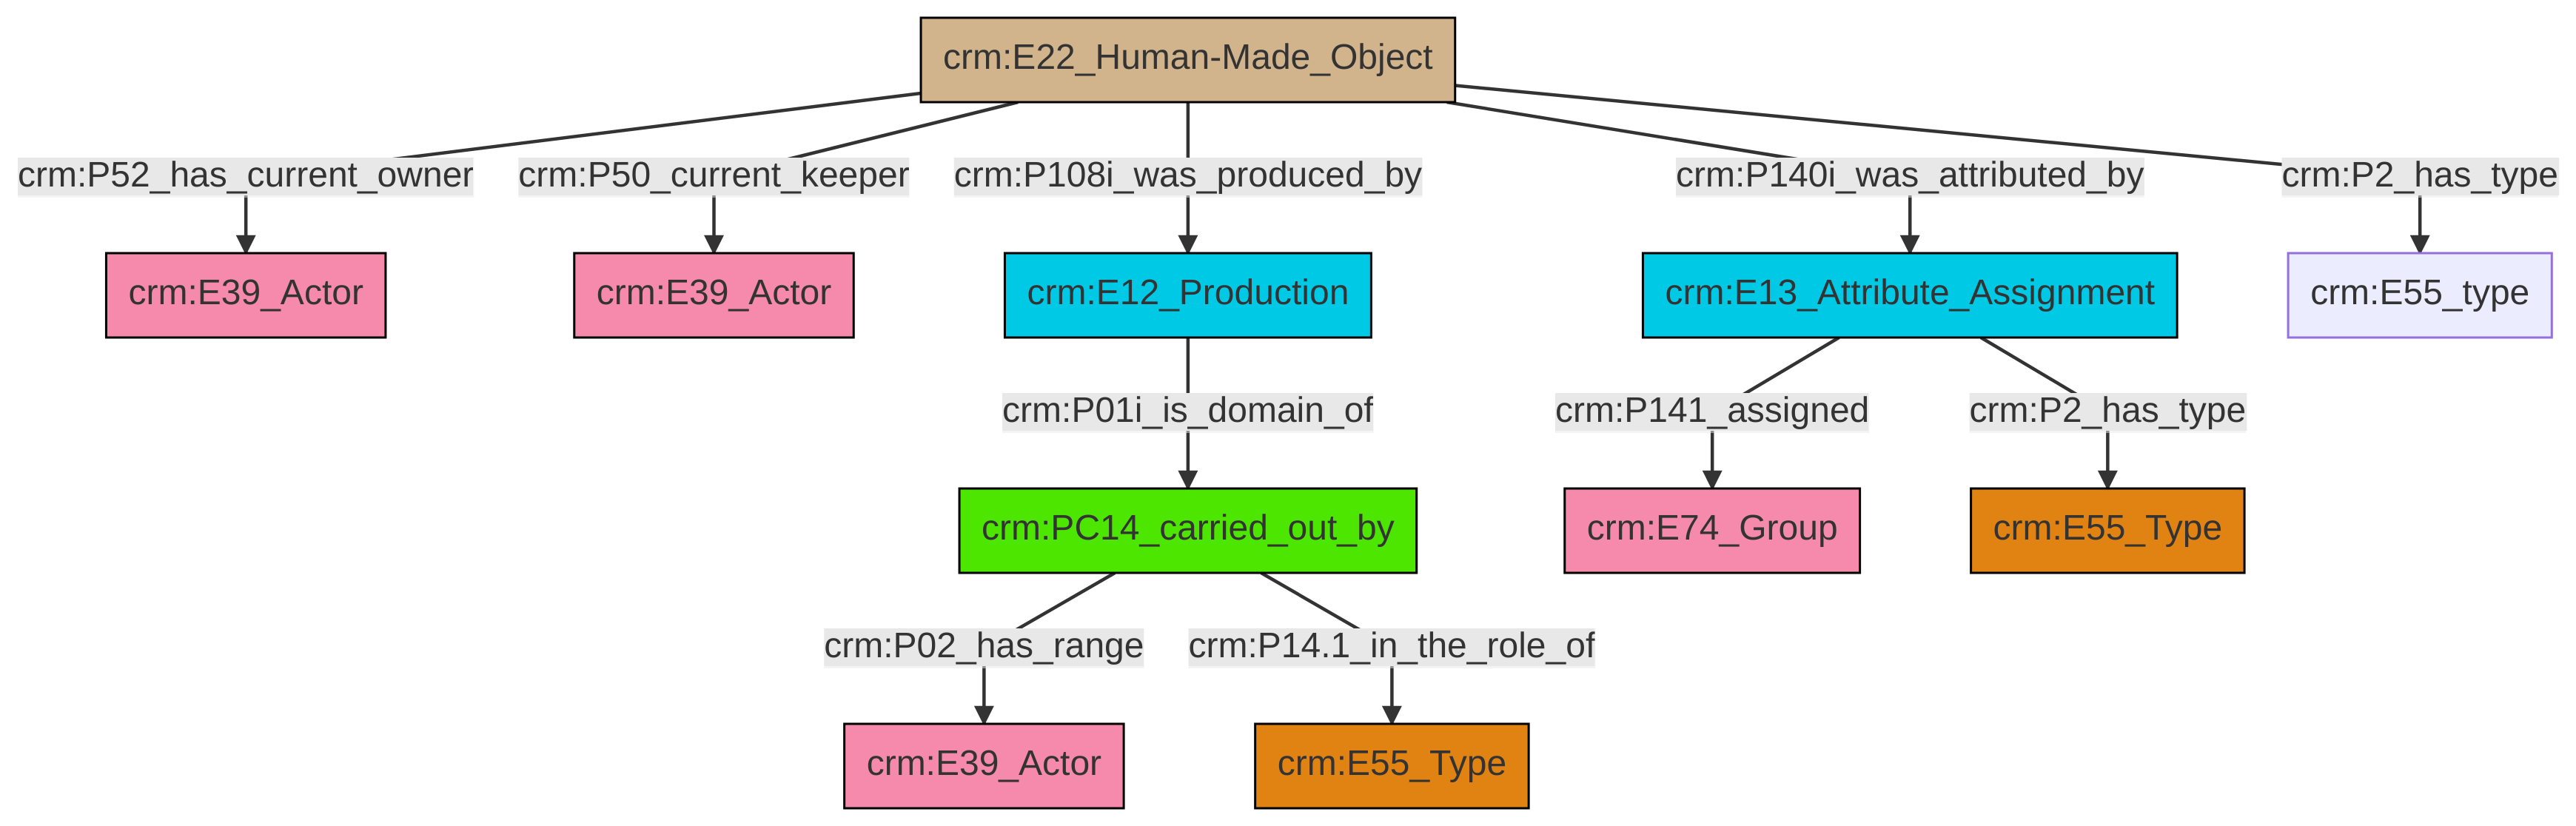 crm:E22_Human-Made_Object
crm:P52_has_current_owner
crm:P50_current_keeper
crm:P108i_was_produced_by
crm:P140i_was_attributed_by
crm:P2_has_type
crm:E39_Actor
crm:E39_Actor
crm:E12_Production
crm:E13_Attribute_Assignment
crm:E55_type
crm:P01i_is_domain_of
crm:P141_assigned
crm:P2_has_type
crm:PC14_carried_out_by
crm:E74_Group
crm:E55_Type
crm:P02_has_range
crm:P14.1_in_the_role_of
crm:E39_Actor
crm:E55_Type